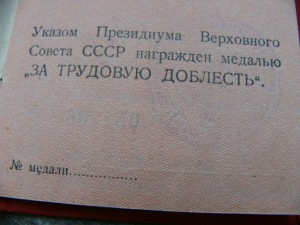 Указом Президиума Верховного
Совета СССР награжден медалью
„ЗА ТРУДОВУЮ ДОБЛЕСТЬ“.
№ медали................